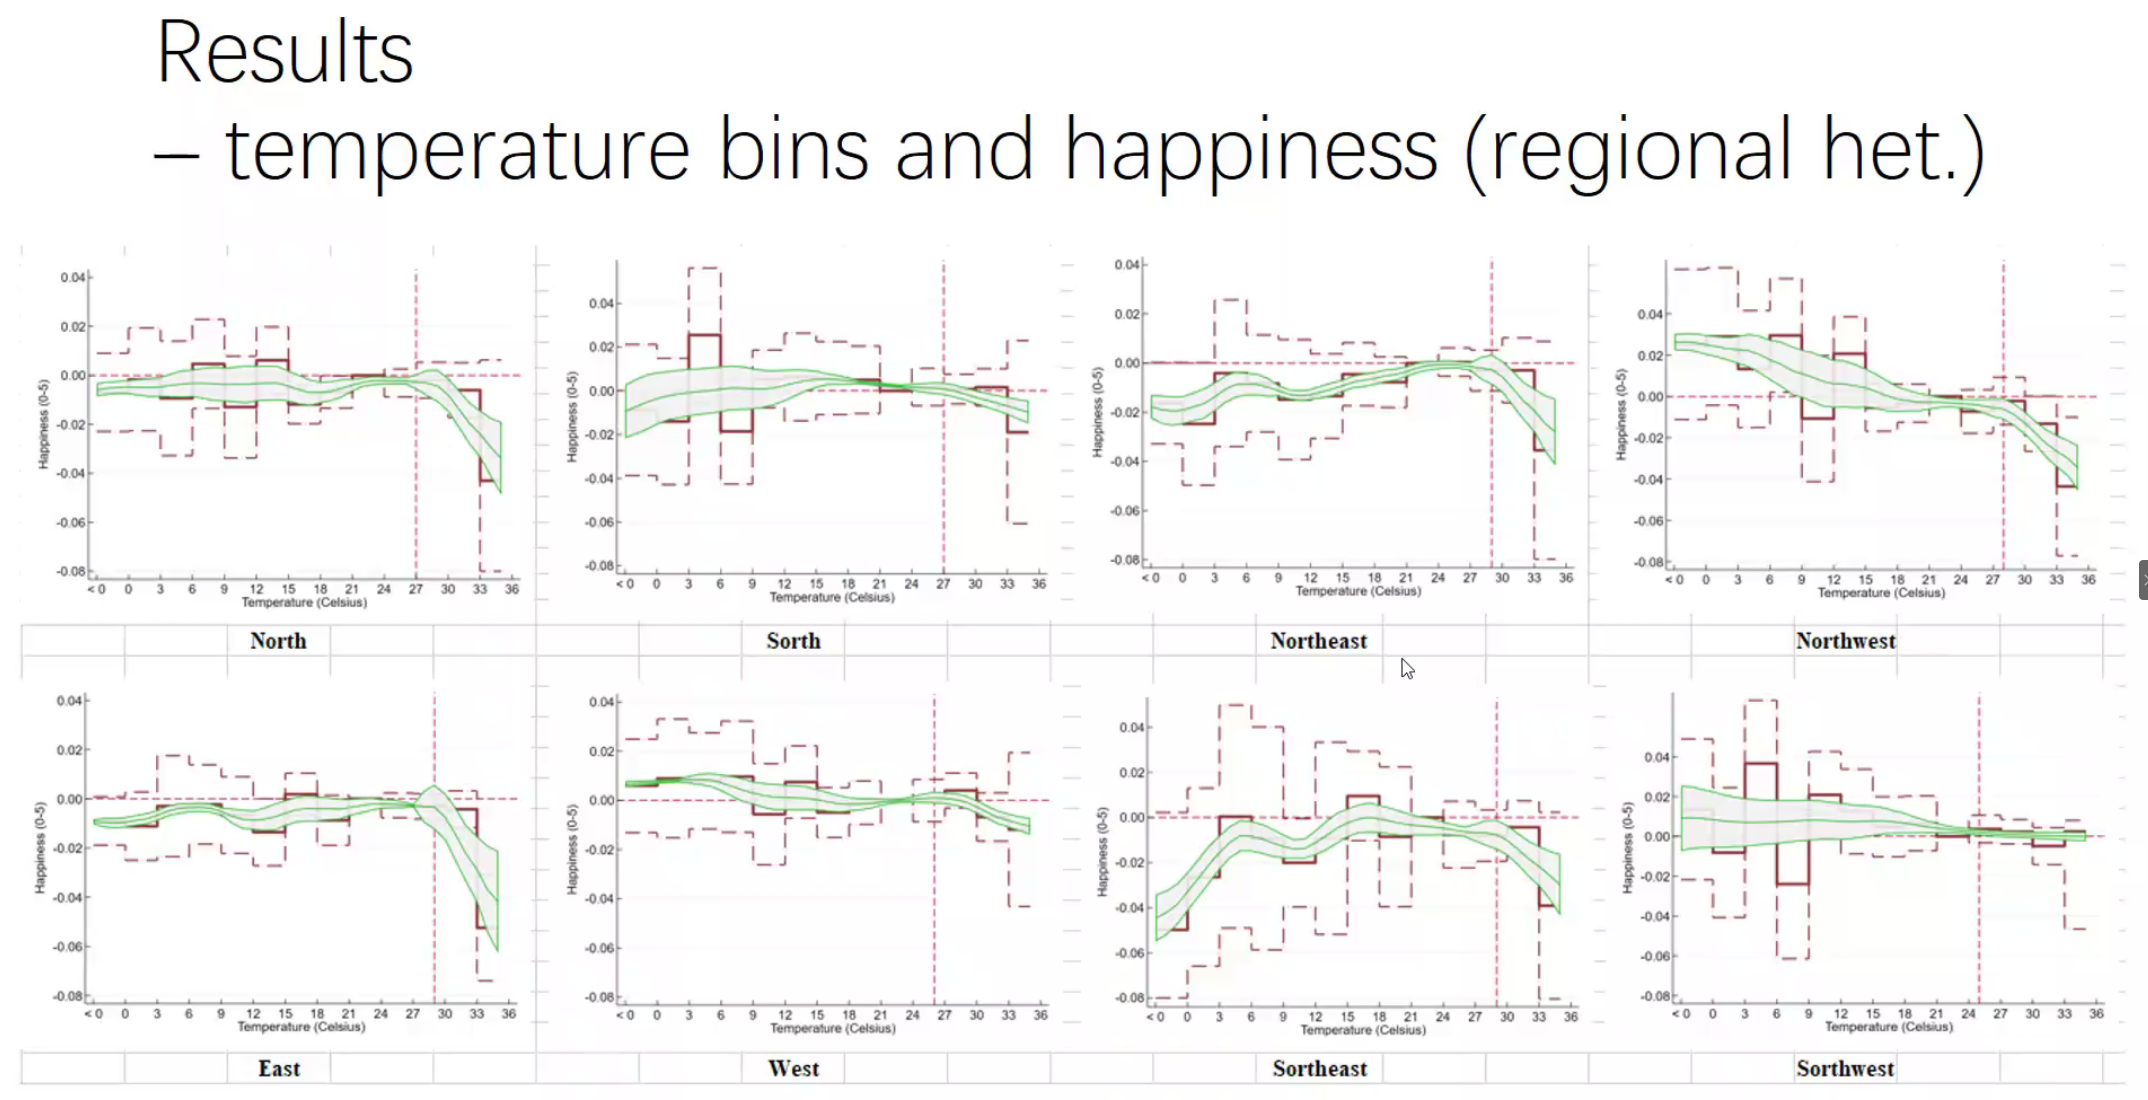 Results
– temperature bins and happiness (regional het.)
Happiness (0-5)
0.04
0.02
0.00
-0.02
-0.04
-0.06
-0.08
< 0 0 3 6 9 12 15 18 21 24 27 30 33 36
Temperature (Celsius)
North
Happiness (0-5)
0.04
0.02
0.00
-0.02
-0.04
-0.06
-0.08
< 0 0 3 6 9 12 15 18 21 24 27 30 33 36
Temperature (Celsius)
Sorth
Happiness (0-5)
0.04
0.02
0.00
-0.02
-0.04
-0.06
-0.08
< 0 0 3 6 9 12 15 18 21 24 27 30 33 36
Temperature (Celsius)
Northeast
Happiness (0-5)
0.04
0.02
0.00
-0.02
-0.04
-0.06
-0.08
< 0 0 3 6 9 12 15 18 21 24 27 30 33 36
Temperature (Celsius)
Northwest
Happiness (0-5)
0.04
0.02
0.00
-0.02
-0.04
-0.06
-0.08
< 0 0 3 6 9 12 15 18 21 24 27 30 33 36
Temperature (Celsius)
East
Happiness (0-5)
0.04
0.02
0.00
-0.02
-0.04
-0.06
-0.08
< 0 0 3 6 9 12 15 18 21 24 27 30 33 36
Temperature (Celsius)
West
Happiness (0-5)
0.04
0.02
0.00
-0.02
-0.04
-0.06
-0.08
< 0 0 3 6 9 12 15 18 21 24 27 30 33 36
Temperature (Celsius)
Sortheast
Happiness (0-5)
0.04
0.02
0.00
-0.02
-0.04
-0.06
-0.08
< 0 0 3 6 9 12 15 18 21 24 27 30 33 36
Temperature (Celsius)
Sorthwest